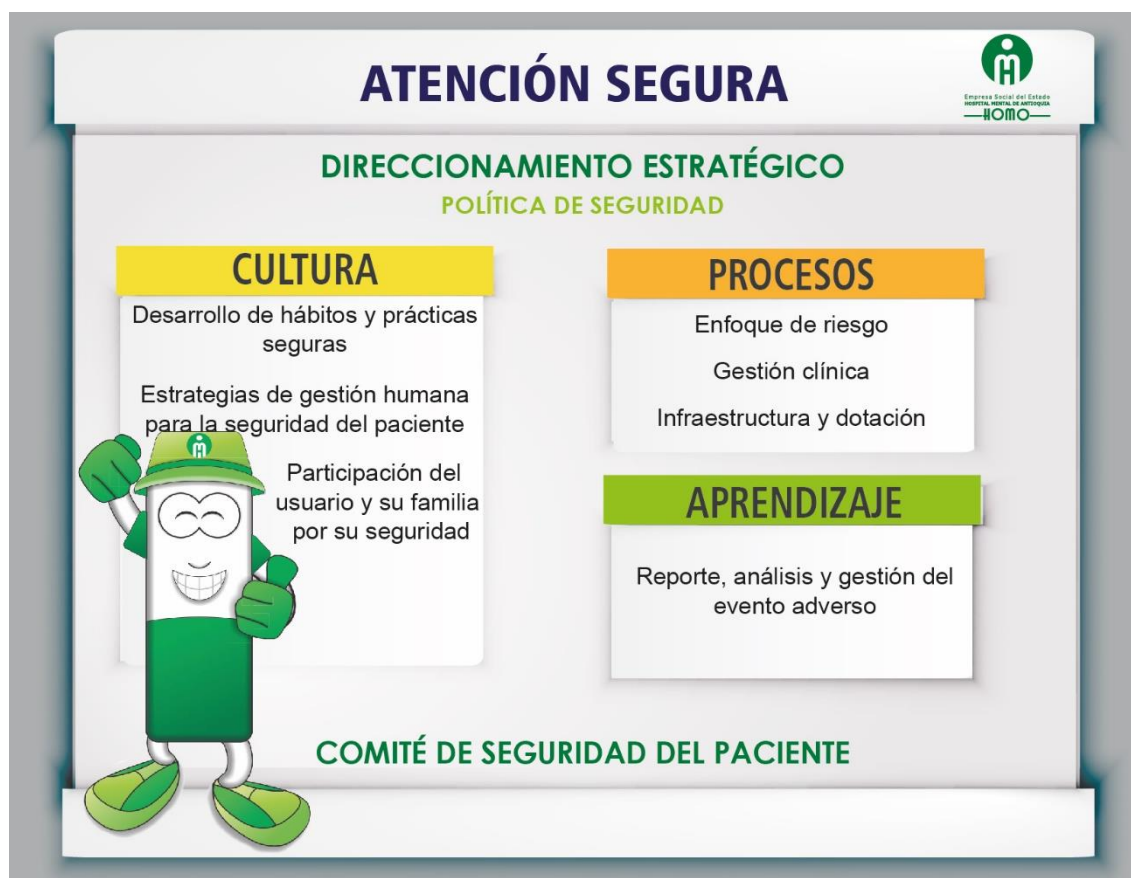 ATENCIÓN SEGURA
Empresa Social del Estado
HOSPITAL MENTAL DE ANTIOQUIA
HOMO
DIRECCIONAMIENTO ESTRATÉGICO
POLÍTICA DE SEGURIDAD
CULTURA
Desarrollo de hábitos y prácticas
seguras
Estrategias de gestión humana
para la seguridad del paciente
Participación del
usuario y su familia
por su seguridad
PROCESOS
Enfoque de riesgo
Gestión clínica
Infraestructura y dotación
APRENDIZAJE
Reporte, análisis y gestión del
evento adverso
COMITÉ DE SEGURIDAD DEL PACIENTE